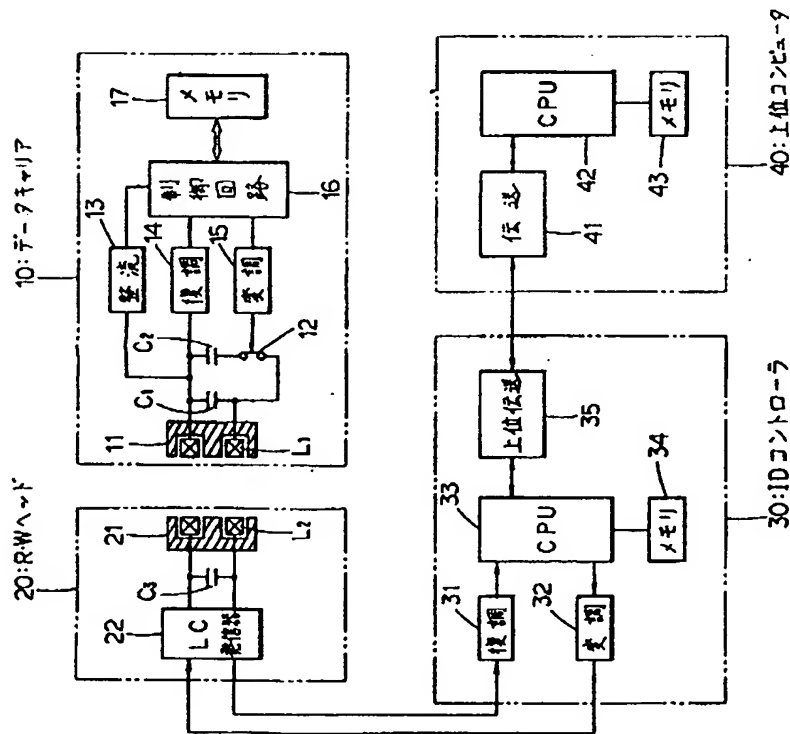 10:データキャリア
13
整流
14
復調
15
変調
制御回路
16
17
メモリ
C1
C2
12
11
L1
20:R·Wヘッド
21
22
LC
発信器
C3
L2
30:IDコントローラ
31
復調
32
変調
33
CPU
34
メモリ
35
上位伝送
40:上位コンピュータ
41
伝送
42
CPU
43
メモリ